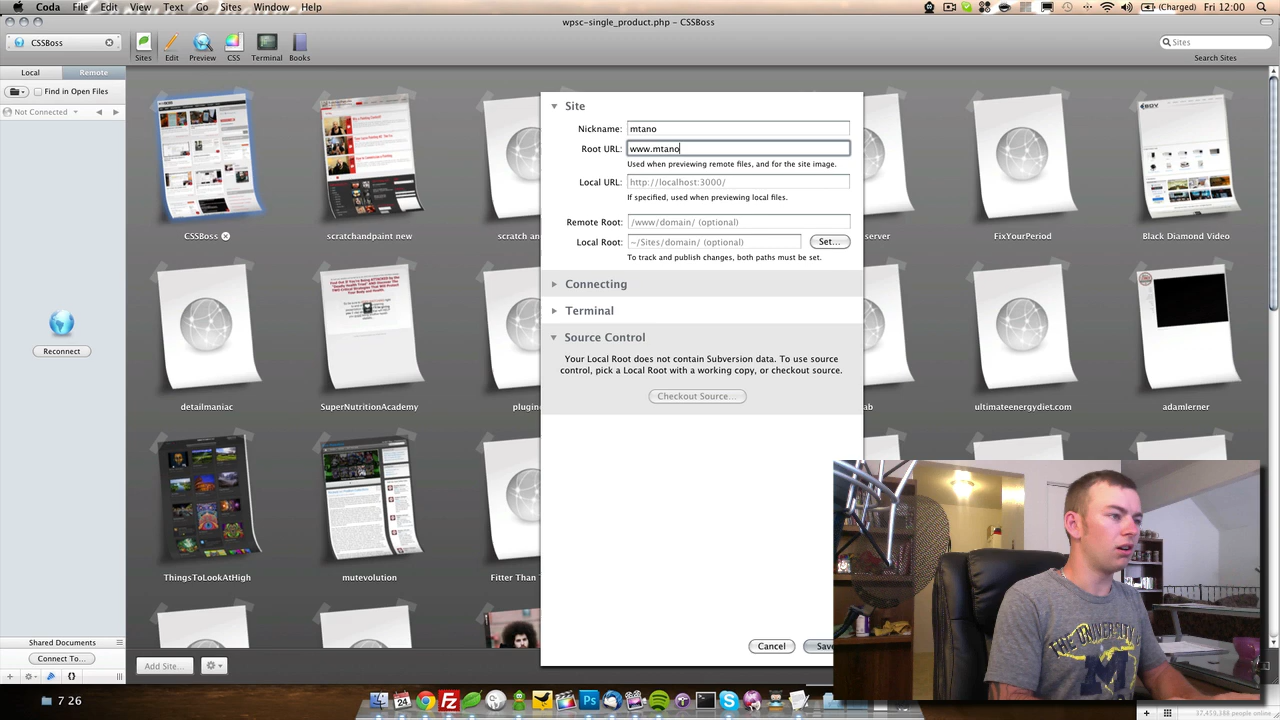 Coda File Edit View Text Go Sites Window Help
(Charged) Fri 12:00
wpsc-single_product.php – CSSBoss
CSSBoss
Sites Edit Preview CSS Terminal Books
Sites
Search Sites
Local Remote
Find in Open Files
Not Connected
Reconnect
Site
Nickname: mtano
Root URL: www.mtano
Used when previewing remote files, and for the site image.
Local URL: http://localhost:3000/
If specified, used when previewing local files.
Remote Root: /www/domain/ (optional)
Local Root: ~/Sites/domain/ (optional) Set...
To track and publish changes, both paths must be set.
Connecting
Terminal
Source Control
Your Local Root does not contain Subversion data. To use source
control, pick a Local Root with a working copy, or checkout source.
Checkout Source...
Cancel
CSSBoss
scratchandpaint new
scratch an
server
FixYourPeriod
Black Diamond Video
detailmaniac
SuperNutritionAcademy
plugin
ab
ultimateenergydiet.com
adamlerner
ThingsToLookAtHigh
mutevolution
Fitter Than
Shared Documents
Connect To...
Add Site...
7 26
THE UNIVERSITY
M
17,459,188 people online